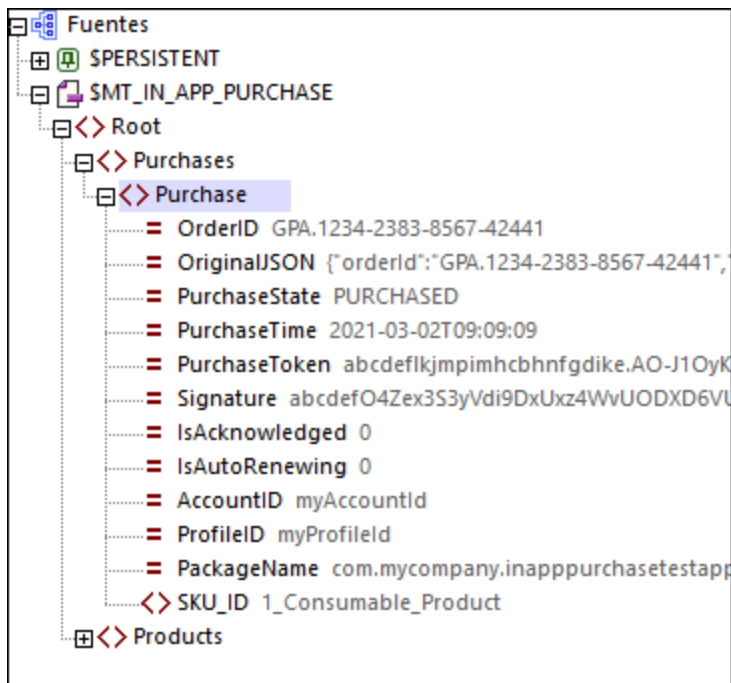 Fuentes
$PERSISTENT
$MT_IN_APP_PURCHASE
Root
Purchases
Purchase
OrderID GPA.1234-2383-8567-42441
OriginalJSON {"orderId":"GPA.1234-2383-8567-42441","
PurchaseState PURCHASED
PurchaseTime 2021-03-02T09:09:09
PurchaseToken abcdeflkjmpimhcbhnfgdike.AO-J1OyK
Signature abcdefO4Zex3S3yVdi9DxUxz4WvUODXD6VU
IsAcknowledged 0
IsAutoRenewing 0
AccountID myAccountId
ProfileID myProfileId
PackageName com.mycompany.inapppurchasetestapp
SKU_ID 1_Consumable_Product
Products